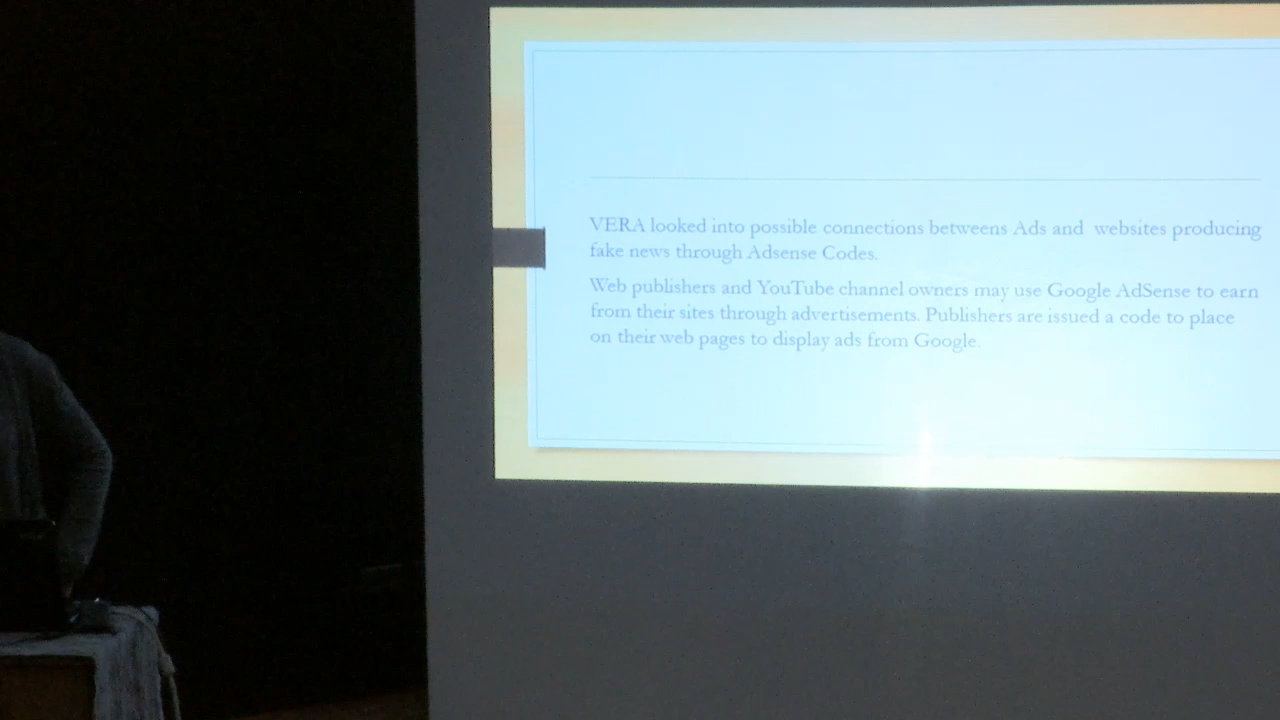 VERA looked into possible connections betweens Ads and websites producing
fake news through Adsense Codes.
Web publishers and YouTube channel owners may use Google AdSense to earn
from their sites through advertisements. Publishers are issued a code to place
on their web pages to display ads from Google.